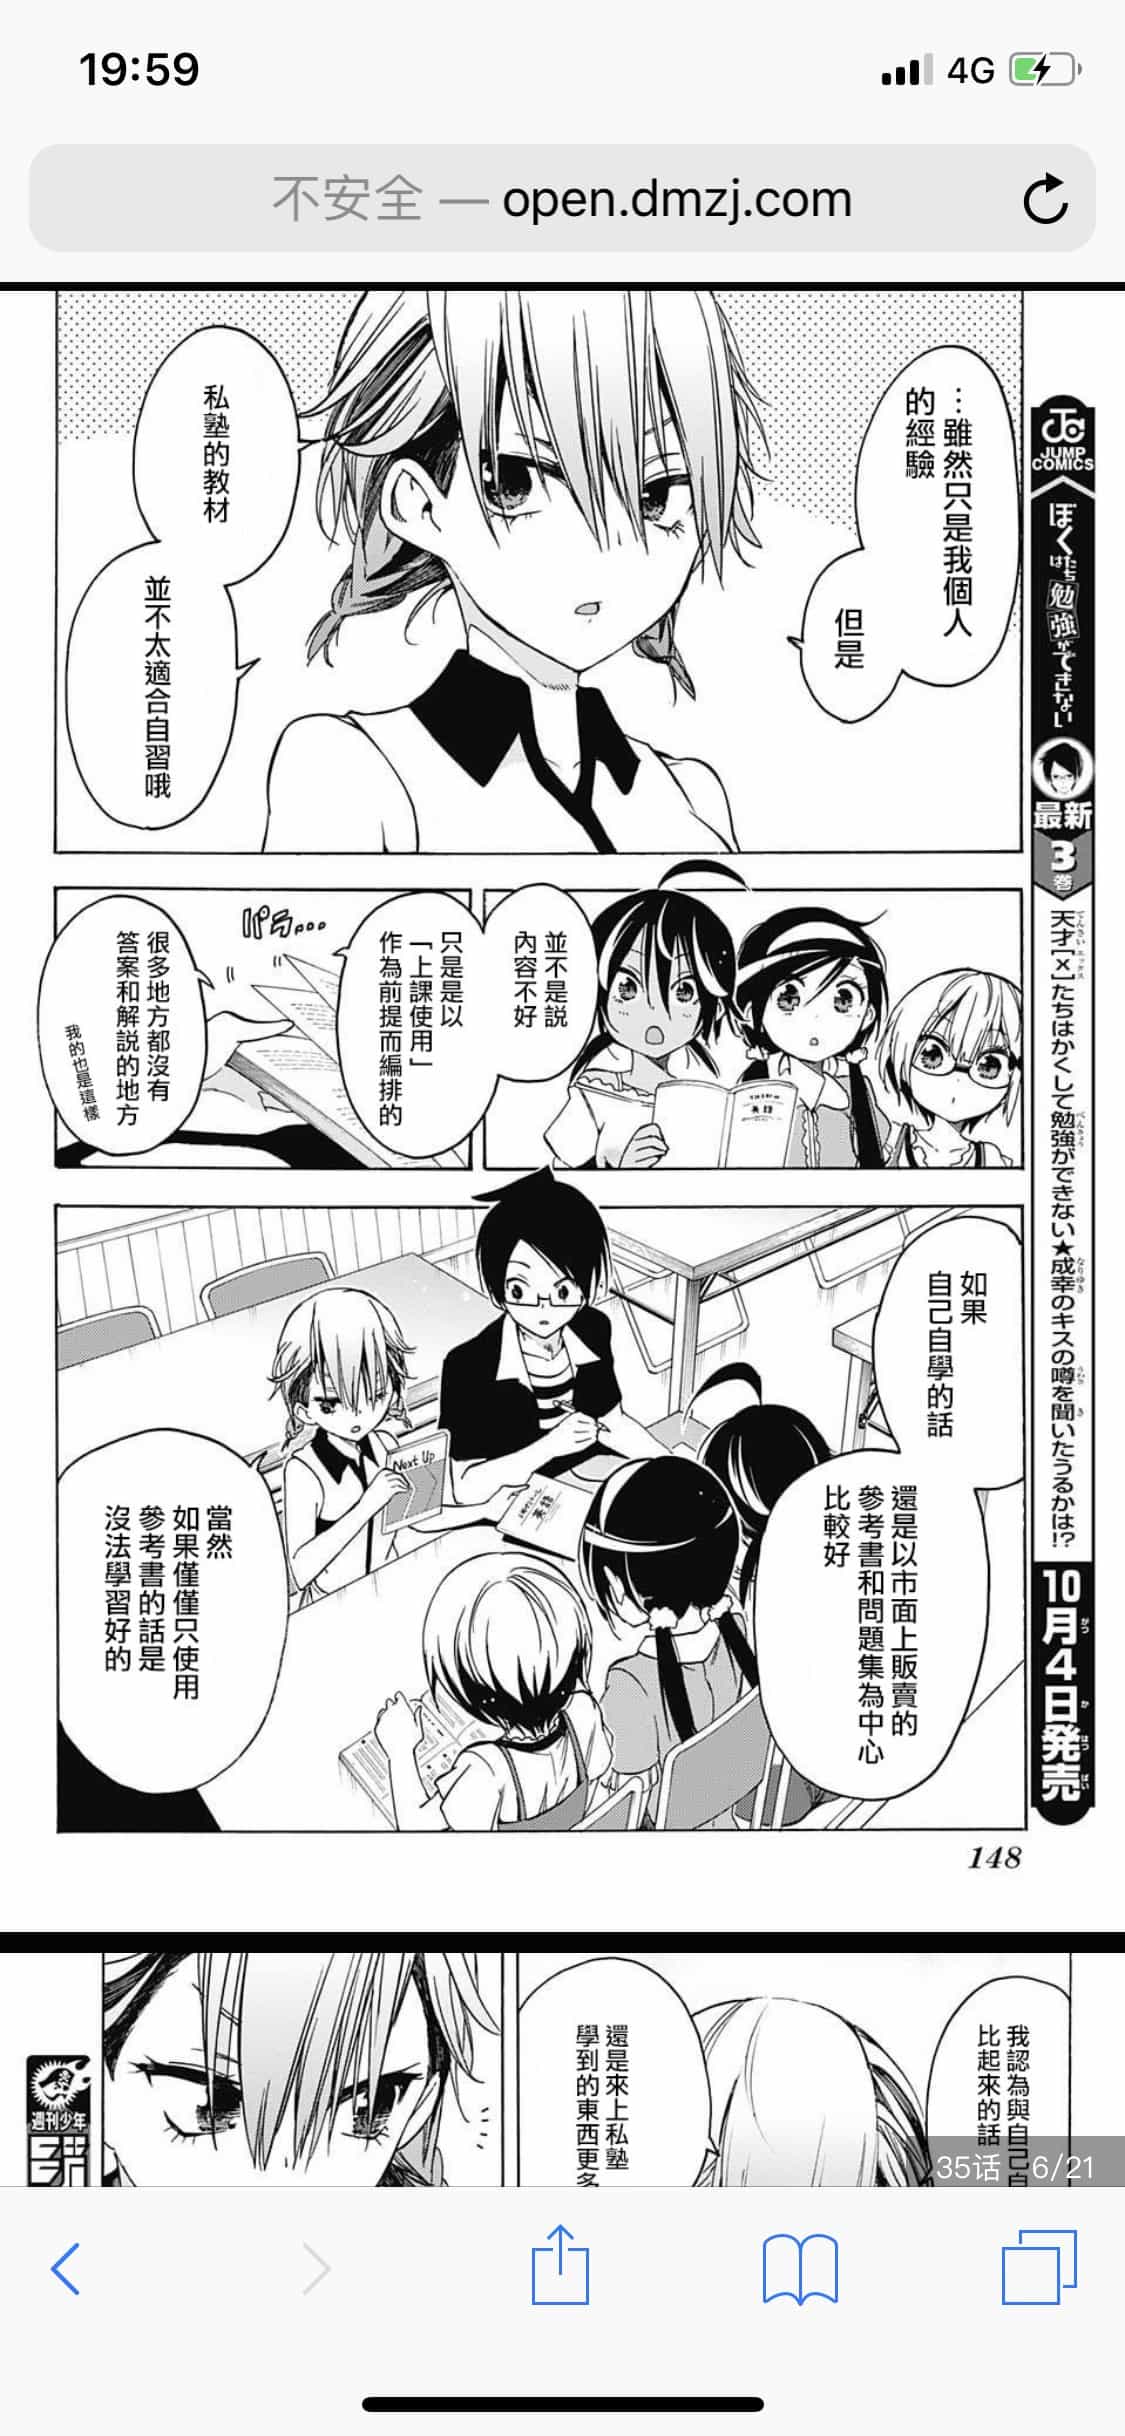 19:59
4G
不安全 — open.dmzj.com
…雖然只是我個人
的經驗
但是
私塾的教材
並不太適合自習哦
JUMP
COMICS
ぼくたちは勉強ができない
最新
3巻
天才[x]たちはかくして勉強ができない★成幸のキスの噂を聞いたうるかは!?
10月4日発売
並不是説
內容不好
只是是以
「上課使用」
作為前提而編排的
パラ…
很多地方都沒有
答案和解説的地方
我的也是這樣
英語
如果
自己自學的話
還是以市面上販賣的
參考書和問題集為中心
比較好
Next Up
英語
當然
如果僅僅只使用
參考書的話是
沒法學習好的
148
我認為與自己自
比起來的話
還是來上私塾
學到的東西更多
週刊少年
35话 6/21